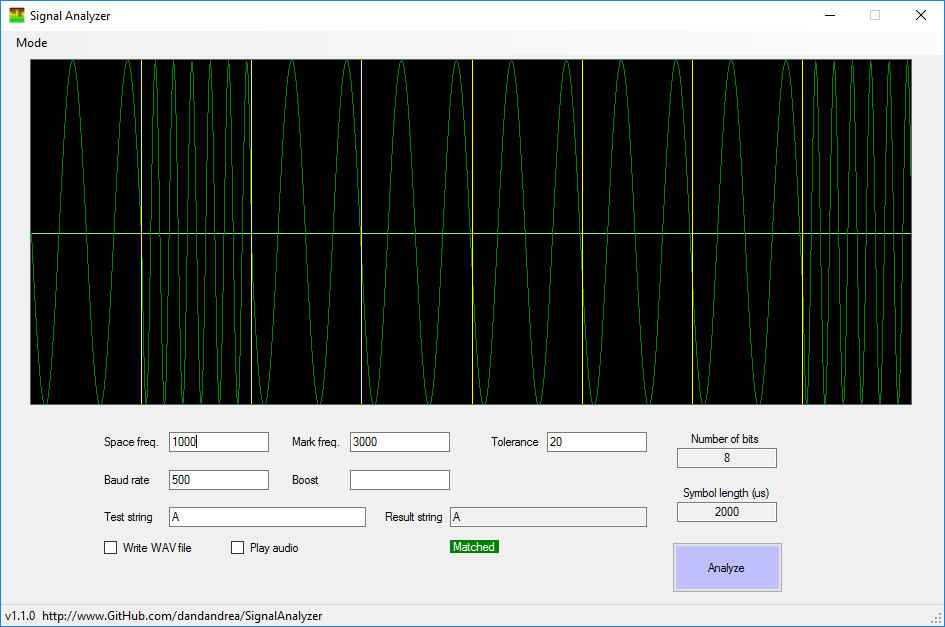 Signal Analyzer
Mode
Space freq. 1000 Mark freq. 3000 Tolerance 20 Number of bits
8
Baud rate 500 Boost Symbol length (us)
2000
Test string A Result string A
Write WAV file Play audio Matched
Analyze
v1.1.0 http://www.GitHub.com/dandandrea/SignalAnalyzer